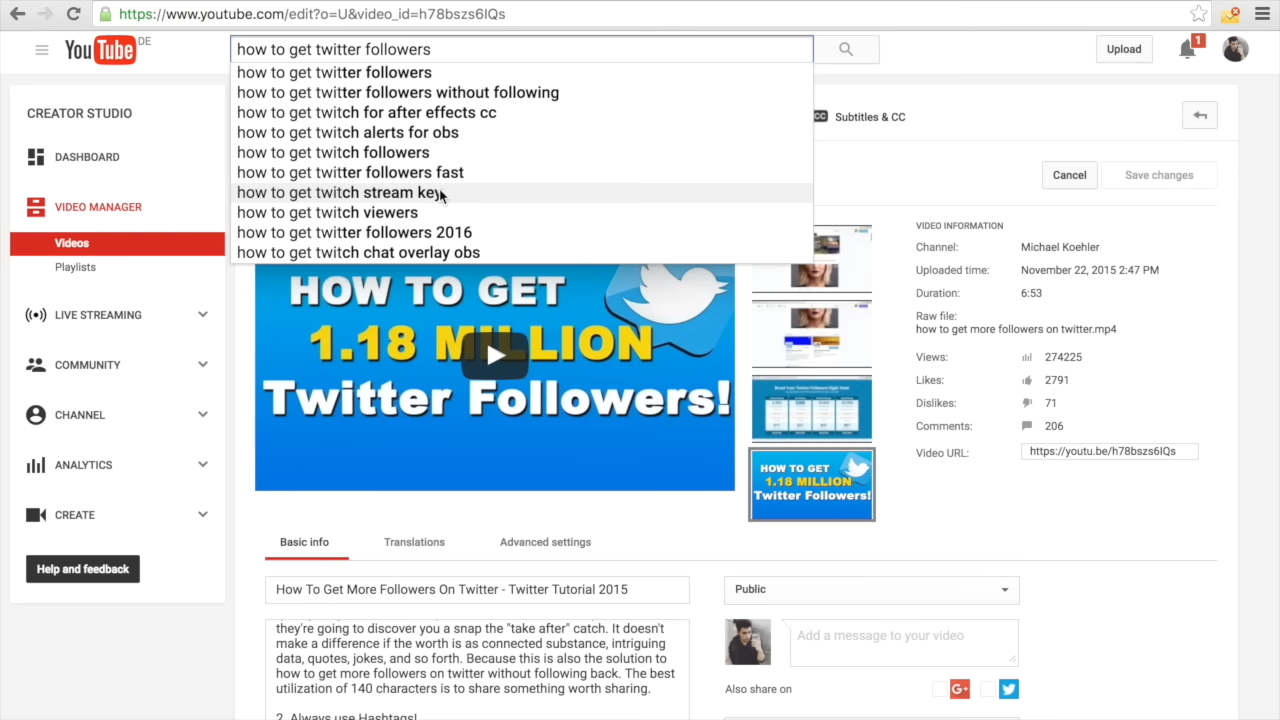 https://www.youtube.com/edit?o=U&video_id=h78bszs6IQs
YouTube DE
how to get twitter followers
Upload
1
how to get twitter followers
how to get twitter followers without following
how to get twitch for after effects cc
how to get twitch alerts for obs
how to get twitch followers
how to get twitter followers fast
how to get twitch stream key
how to get twitch viewers
how to get twitter followers 2016
how to get twitch chat overlay obs
CREATOR STUDIO
DASHBOARD
VIDEO MANAGER
Videos
Playlists
LIVE STREAMING
COMMUNITY
CHANNEL
ANALYTICS
CREATE
Help and feedback
CC Subtitles & CC
Cancel
Save changes
HOW TO GET
1.18 MILLION
Twitter Followers!
HOW TO GET
1.18 MILLION
Twitter Followers!
VIDEO INFORMATION
Channel: Michael Koehler
Uploaded time: November 22, 2015 2:47 PM
Duration: 6:53
Raw file:
how to get more followers on twitter.mp4
Views: 274225
Likes: 2791
Dislikes: 71
Comments: 206
Video URL: https://youtu.be/h78bszs6IQs
Basic info
Translations
Advanced settings
How To Get More Followers On Twitter - Twitter Tutorial 2015
they're going to discover you a snap the "take after" catch. It doesn't
make a difference if the worth is as connected substance, intriguing
data, quotes, jokes, and so forth. Because this is also the solution to
how to get more followers on twitter without following back. The best
utilization of 140 characters is to share something worth sharing.
2. Always use Hashtags!
Public
Add a message to your video
Also share on
G+